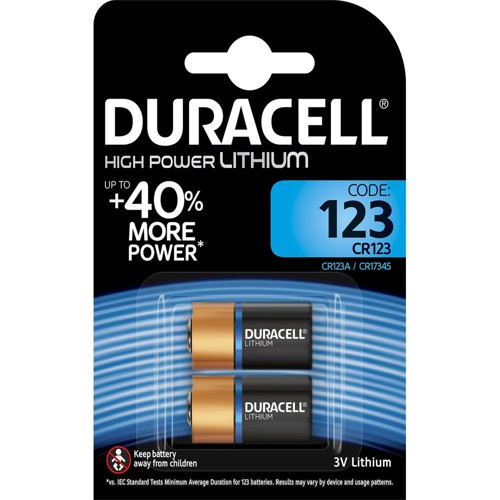 DURACELL®
HIGH POWER LITHIUM
UP TO
+40%
MORE
POWER*
CODE:
123
CR123
CR123A / CR17345
DURACELL
LITHIUM
DURACELL
LITHIUM
Keep battery
away from children
3V Lithium
*vs. IEC Standard Tests Minimum Average Duration for 123 batteries. Results may vary by device and usage patterns.